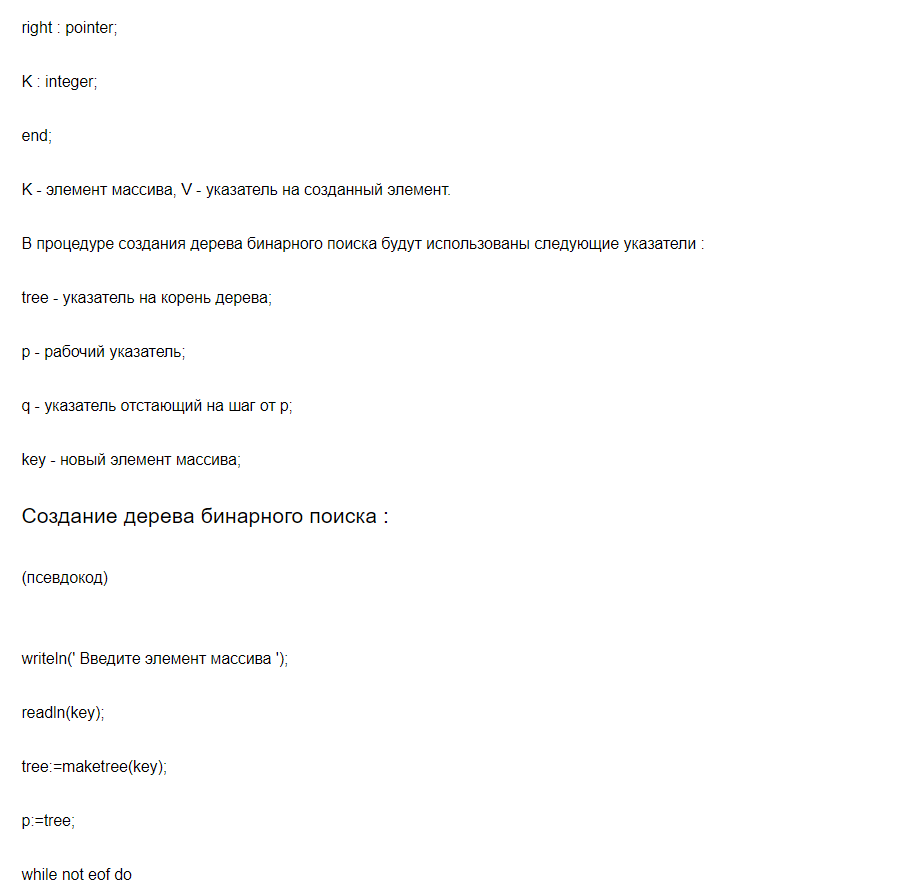 right : pointer;
K : integer;
end;
K - элемент массива, V - указатель на созданный элемент.
В процедуре создания дерева бинарного поиска будут использованы следующие указатели :
tree - указатель на корень дерева;
p - рабочий указатель;
q - указатель отстающий на шаг от p;
key - новый элемент массива;
Создание дерева бинарного поиска :
(псевдокод)
writeln(' Введите элемент массива ');
readln(key);
tree:=maketree(key);
p:=tree;
while not eof do